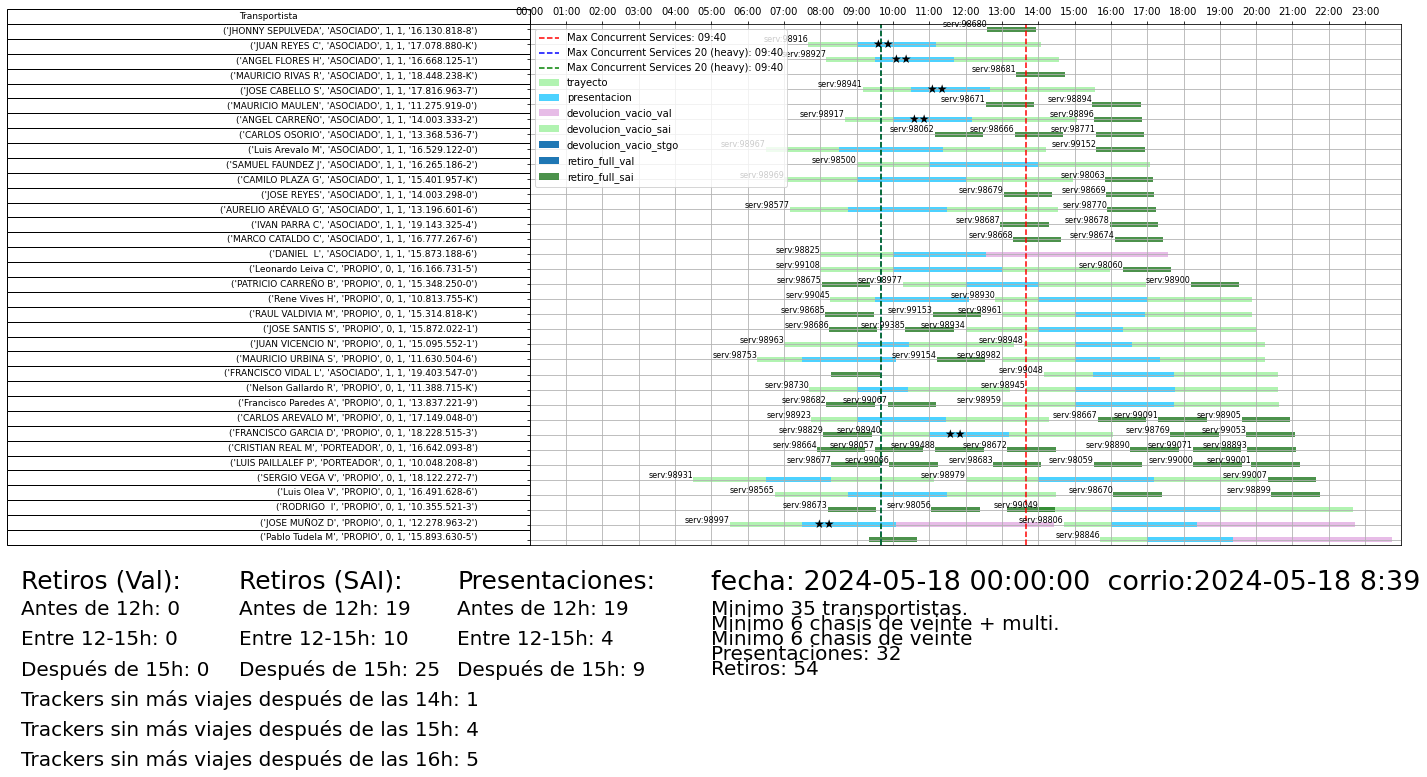 Transportista
00:00 01:00 02:00 03:00 04:00 05:00 06:00 07:00 08:00 09:00 10:00 11:00 12:00 13:00 14:00 15:00 16:00 17:00 18:00 19:00 20:00 21:00 22:00 23:00
('JHONNY SEPULVEDA', 'ASOCIADO', 1, 1, '16.130.818-8') serv:98680
('JUAN REYES C', 'ASOCIADO', 1, 1, '17.078.880-K') serv:98916
('ANGEL FLORES H', 'ASOCIADO', 1, 1, '16.668.125-1') serv:98927
('MAURICIO RIVAS R', 'ASOCIADO', 1, 1, '18.448.238-K') serv:98681
('JOSE CABELLO S', 'ASOCIADO', 1, 1, '17.816.963-7') serv:98941
('MAURICIO MAULEN', 'ASOCIADO', 1, 1, '11.275.919-0') serv:98671 serv:98894
('ANGEL CARREÑO', 'ASOCIADO', 1, 1, '14.003.333-2') serv:98917 serv:98896
('CARLOS OSORIO', 'ASOCIADO', 1, 1, '13.368.536-7') serv:98062 serv:98666 serv:98771
('Luis Arevalo M', 'ASOCIADO', 1, 1, '16.529.122-0') serv:98967 serv:99152
('SAMUEL FAUNDEZ J', 'ASOCIADO', 1, 1, '16.265.186-2') serv:98500
('CAMILO PLAZA G', 'ASOCIADO', 1, 1, '15.401.957-K') serv:98969 serv:98063
('JOSE REYES', 'ASOCIADO', 1, 1, '14.003.298-0') serv:98679 serv:98669
('AURELIO ARÉVALO G', 'ASOCIADO', 1, 1, '13.196.601-6') serv:98577 serv:98770
('IVAN PARRA C', 'ASOCIADO', 1, 1, '19.143.325-4') serv:98687 serv:98678
('MARCO CATALDO C', 'ASOCIADO', 1, 1, '16.777.267-6') serv:98668 serv:98674
('DANIEL  L', 'ASOCIADO', 1, 1, '15.873.188-6') serv:98825
('Leonardo Leiva C', 'PROPIO', 0, 1, '16.166.731-5') serv:99108 serv:98060
('PATRICIO CARREÑO B', 'PROPIO', 0, 1, '15.348.250-0') serv:98675 serv:98977 serv:98900
('Rene Vives H', 'PROPIO', 0, 1, '10.813.755-K') serv:99045 serv:98930
('RAUL VALDIVIA M', 'PROPIO', 0, 1, '15.314.818-K') serv:98685 serv:99153 serv:98961
('JOSE SANTIS S', 'PROPIO', 0, 1, '15.872.022-1') serv:98686 serv:99385 serv:98934
('JUAN VICENCIO N', 'PROPIO', 0, 1, '15.095.552-1') serv:98963 serv:98948
('MAURICIO URBINA S', 'PROPIO', 0, 1, '11.630.504-6') serv:98753 serv:99154 serv:98982
('FRANCISCO VIDAL L', 'PROPIO', 0, 1, '19.403.547-0') serv:99048
('Nelson Gallardo R', 'PROPIO', 0, 1, '11.388.715-K') serv:98730 serv:98945
('Francisco Paredes A', 'PROPIO', 0, 1, '13.837.221-9') serv:98682 serv:99067 serv:98959
('CARLOS AREVALO M', 'PROPIO', 0, 1, '17.149.048-0') serv:98923 serv:98667 serv:99091 serv:98905
('FRANCISCO GARCIA D', 'PROPIO', 0, 1, '18.228.515-3') serv:98829 serv:98940 serv:98769 serv:99053
('CRISTIAN REAL M', 'PORTEADOR', 0, 1, '16.642.093-8') serv:98664 serv:98057 serv:99488 serv:98672 serv:98890 serv:99071 serv:98893
('LUIS PAILLALEF P', 'PORTEADOR', 0, 1, '10.048.208-8') serv:98677 serv:99066 serv:98683 serv:98059 serv:99000 serv:99001
('SERGIO VEGA V', 'PROPIO', 0, 1, '18.122.272-7') serv:98931 serv:98979 serv:99007
('Luis Olea V', 'PROPIO', 0, 1, '16.491.628-6') serv:98565 serv:98670 serv:98899
('RODRIGO  I', 'PROPIO', 0, 1, '10.355.521-3') serv:98673 serv:98056 serv:99049
('JOSE MUÑOZ D', 'PROPIO', 0, 1, '12.278.963-2') serv:98997 serv:98806
('Pablo Tudela M', 'PROPIO', 0, 1, '15.893.630-5') serv:98846
Max Concurrent Services: 09:40
Max Concurrent Services 20 (heavy): 09:40
Max Concurrent Services 20 (heavy): 09:40
trayecto
presentacion
devolucion_vacio_val
devolucion_vacio_sai
devolucion_vacio_stgo
retiro_full_val
retiro_full_sai
Retiros (Val):
Antes de 12h: 0
Entre 12-15h: 0
Después de 15h: 0
Retiros (SAI):
Antes de 12h: 19
Entre 12-15h: 10
Después de 15h: 25
Presentaciones:
Antes de 12h: 19
Entre 12-15h: 4
Después de 15h: 9
Trackers sin más viajes después de las 14h: 1
Trackers sin más viajes después de las 15h: 4
Trackers sin más viajes después de las 16h: 5
fecha: 2024-05-18 00:00:00  corrio:2024-05-18 8:39
Minimo 35 transportistas.
Minimo 6 chasis de veinte + multi.
Minimo 6 chasis de veinte
Presentaciones: 32
Retiros: 54